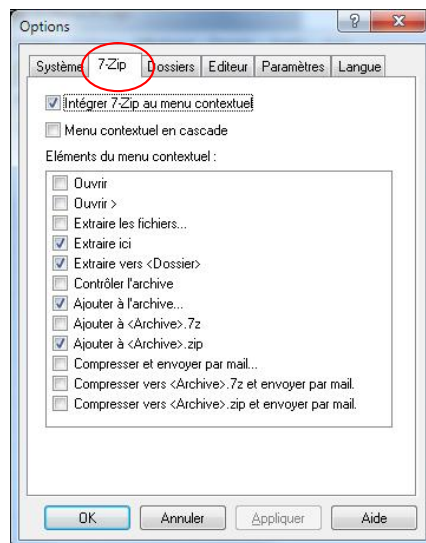 Options
Système 7-Zip Dossiers Editeur Paramètres Langue
Intégrer 7-Zip au menu contextuel
Menu contextuel en cascade
Eléments du menu contextuel :
Ouvrir
Ouvrir >
Extraire les fichiers...
Extraire ici
Extraire vers <Dossier>
Contrôler l'archive
Ajouter à l'archive...
Ajouter à <Archive>.7z
Ajouter à <Archive>.zip
Compresser et envoyer par mail...
Compresser vers <Archive>.7z et envoyer par mail.
Compresser vers <Archive>.zip et envoyer par mail.
OK Annuler Appliquer Aide